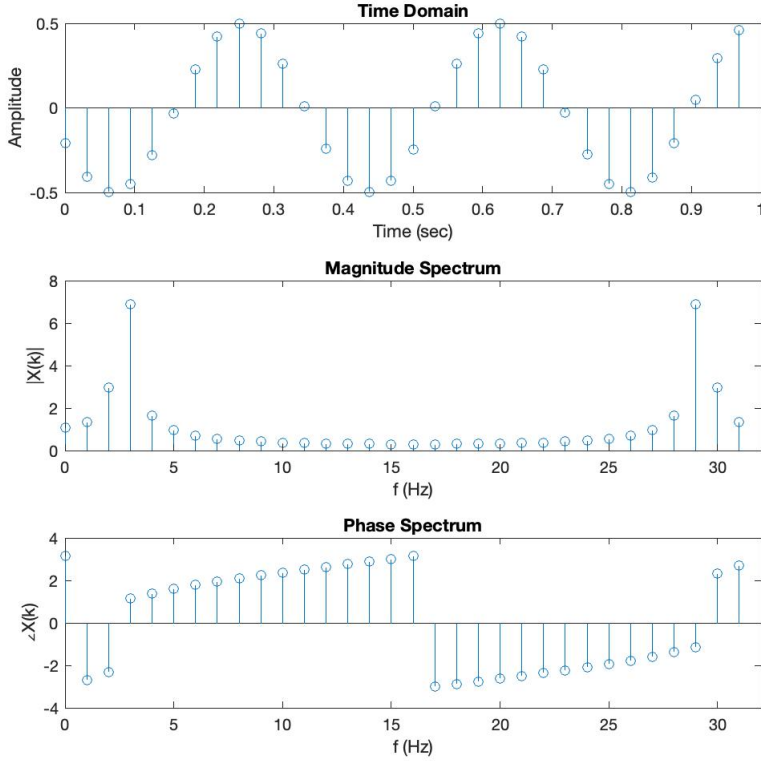 Time Domain
0.5
0
-0.5
Amplitude
0 0.1 0.2 0.3 0.4 0.5 0.6 0.7 0.8 0.9 1
Time (sec)
Magnitude Spectrum
8
6
4
2
0
|X(k)|
0 5 10 15 20 25 30
f (Hz)
Phase Spectrum
4
2
0
-2
-4
∠X(k)
0 5 10 15 20 25 30
f (Hz)